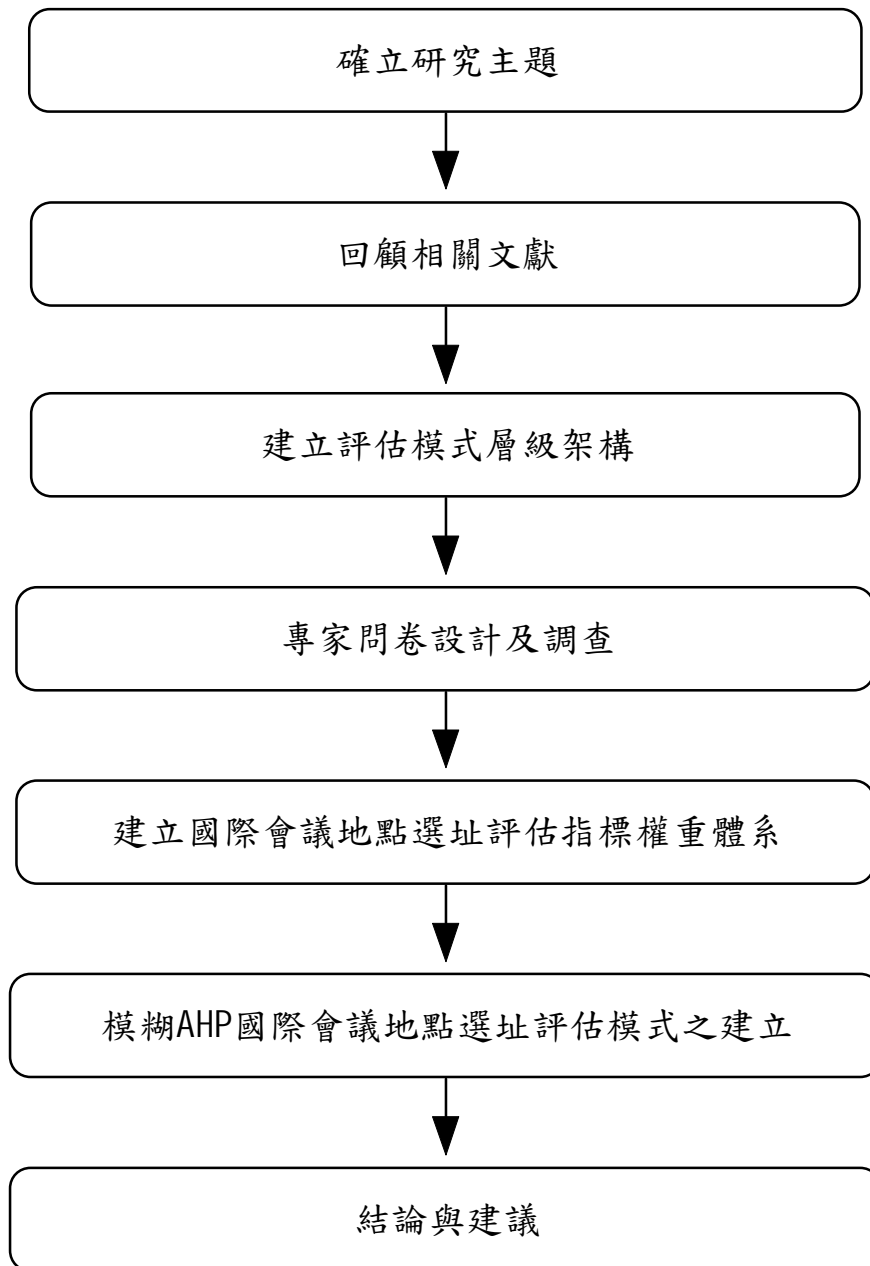 確立研究主題
回顧相關文獻
建立評估模式層級架構
專家問卷設計及調查
建立國際會議地點選址評估指標權重體系
模糊AHP國際會議地點選址評估模式之建立
結論與建議